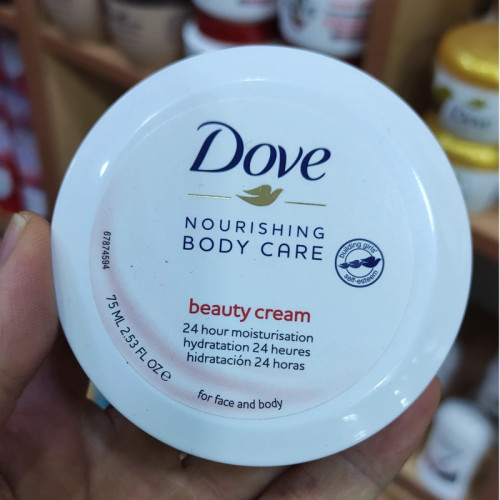 Dove
NOURISHING
BODY CARE
building girls'
self-esteem
beauty cream
24 hour moisturisation
hydratation 24 heures
hidratación 24 horas
for face and body
67874594
75 ML 2.53 FL OZ ℮